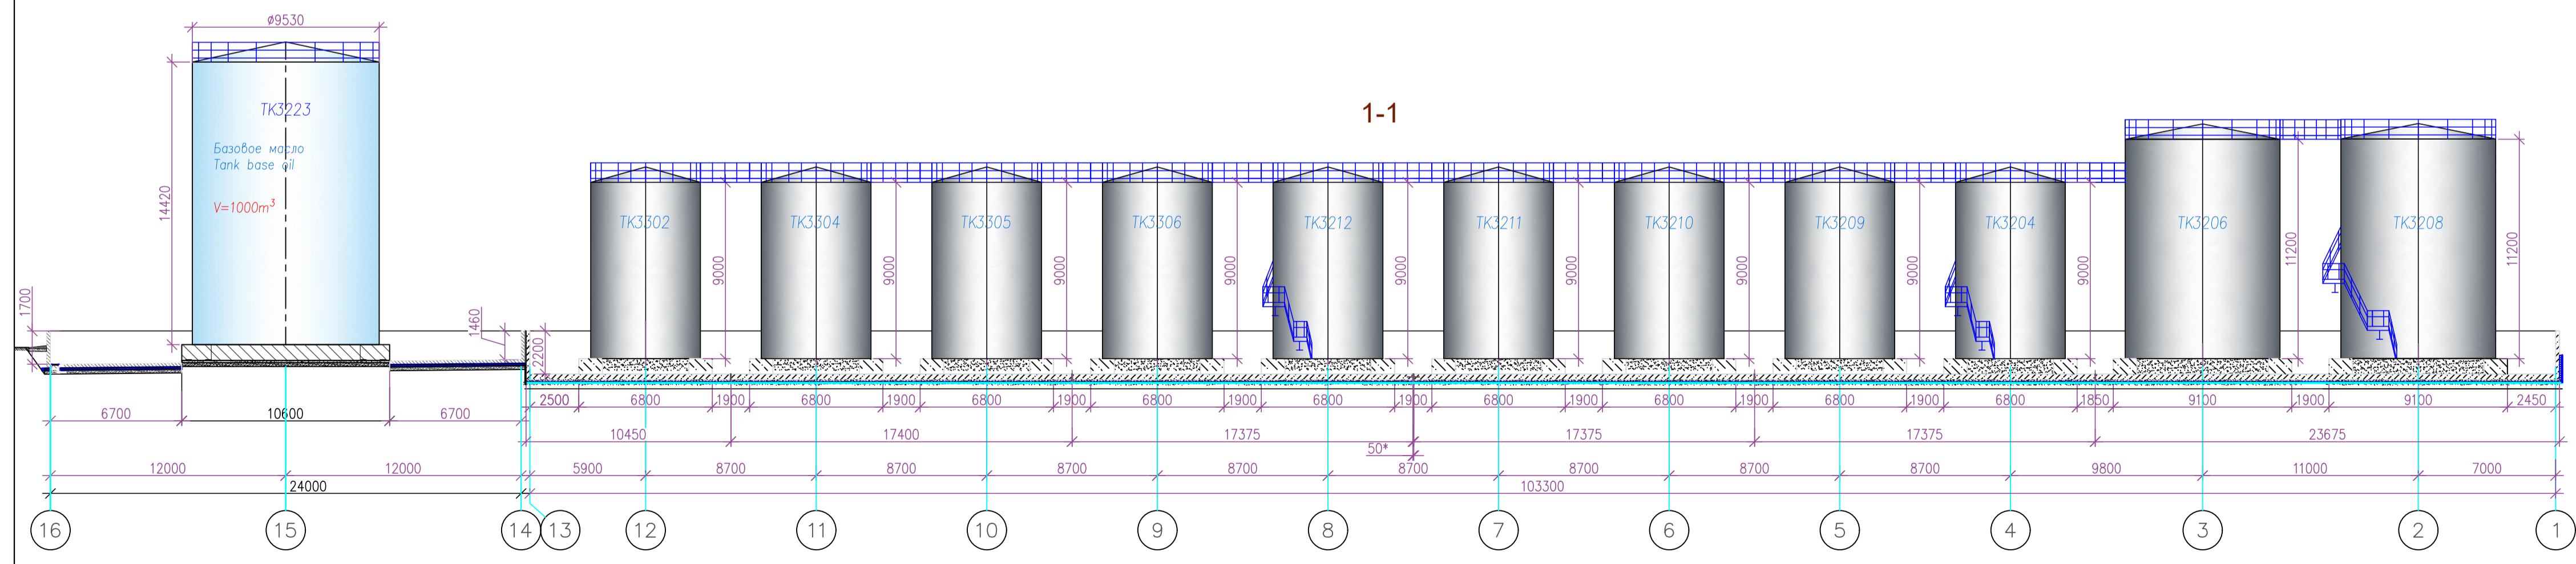 ø9530
1-1
TK3223
Базовое масло
Tank base oil
V=1000m³
14420
TK3302
TK3304
TK3305
TK3306
TK3212
TK3211
TK3210
TK3209
TK3204
TK3206
TK3208
9000
9000
9000
9000
9000
9000
9000
9000
9000
11200
11200
1700
1460
2200
2500 6800 1900 6800 1900 6800 1900 6800 1900 6800 1900 6800 1900 6800 1900 6800 1900 6800 1850 9100 1900 9100 2450
6700 10600 6700
10450 17400 17375 17375 17375 23675
50*
12000 12000 5900 8700 8700 8700 8700 8700 8700 8700 8700 9800 11000 7000
24000 103300
16 15 14 13 12 11 10 9 8 7 6 5 4 3 2 1